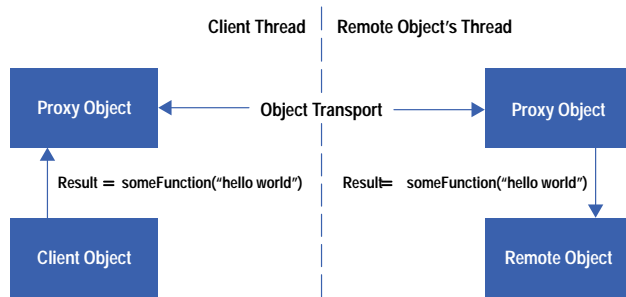 Client Thread
Remote Object's Thread
Proxy Object
Object Transport
Proxy Object
Result = someFunction("hello world")
Result= someFunction("hello world")
Client Object
Remote Object